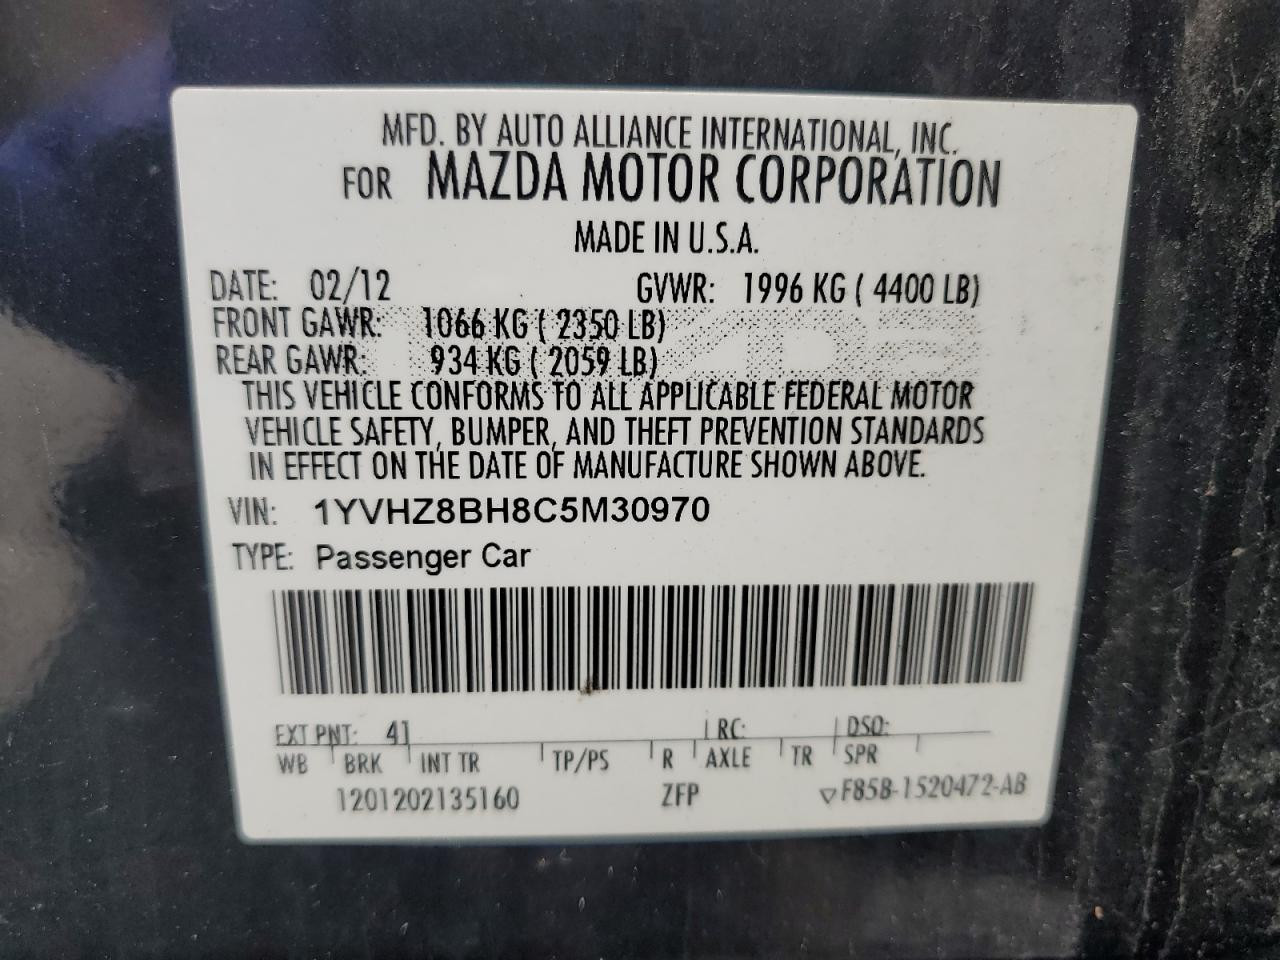 MFD. BY AUTO ALLIANCE INTERNATIONAL, INC.
FOR MAZDA MOTOR CORPORATION
MADE IN U.S.A.
DATE: 02/12 GVWR: 1996 KG ( 4400 LB)
FRONT GAWR: 1066 KG ( 2350 LB)
REAR GAWR: 934 KG ( 2059 LB)
THIS VEHICLE CONFORMS TO ALL APPLICABLE FEDERAL MOTOR
VEHICLE SAFETY, BUMPER, AND THEFT PREVENTION STANDARDS
IN EFFECT ON THE DATE OF MANUFACTURE SHOWN ABOVE.
VIN: 1YVHZ8BH8C5M30970
TYPE: Passenger Car
EXT PNT: 41 RC: DSO:
WB BRK INT TR TP/PS R AXLE TR SPR
1201202135160 ZFP ▽F85B-1520472-AB